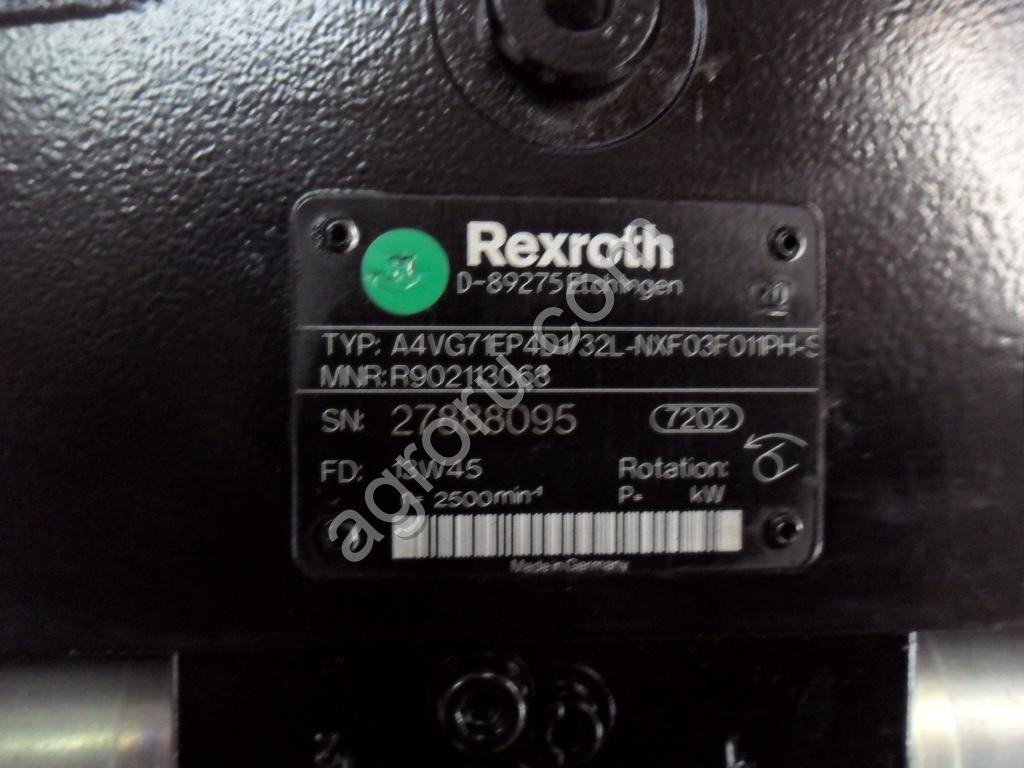 Rexroth
D-89275 Elchingen
TYP: A4VG71EP4D1/32L-NXF03F011PH-S
MNR: R902113068
SN: 27888095 7202
FD: 13W45 Rotation:
n= 2500min-1 P= kW
Made in Germany
agroru.com